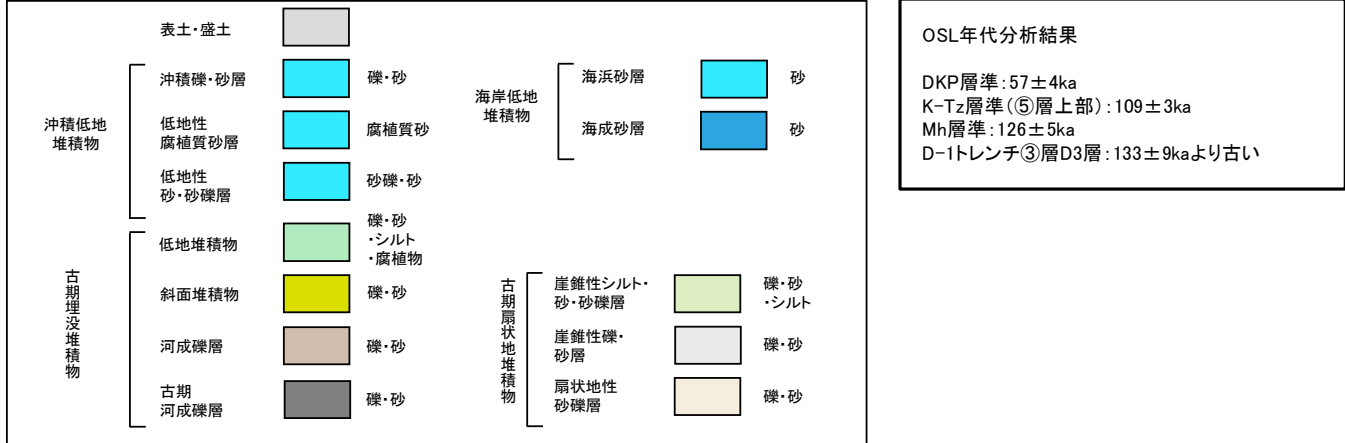 表土・盛土
沖積低地
堆積物
沖積礫・砂層
礫・砂
低地性
腐植質砂層
腐植質砂
低地性
砂・砂礫層
砂礫・砂
海岸低地
堆積物
海浜砂層
砂
海成砂層
砂
古期埋没堆積物
低地堆積物
礫・砂
・シルト
・腐植物
斜面堆積物
礫・砂
河成礫層
礫・砂
古期
河成礫層
礫・砂
古期扇状地堆積物
崖錐性シルト・
砂・砂礫層
礫・砂
・シルト
崖錐性礫・
砂層
礫・砂
扇状地性
砂礫層
礫・砂
OSL年代分析結果
DKP層準：57±4ka
K-Tz層準（⑤層上部）：109±3ka
Mh層準：126±5ka
D-1トレンチ③層D3層：133±9kaより古い